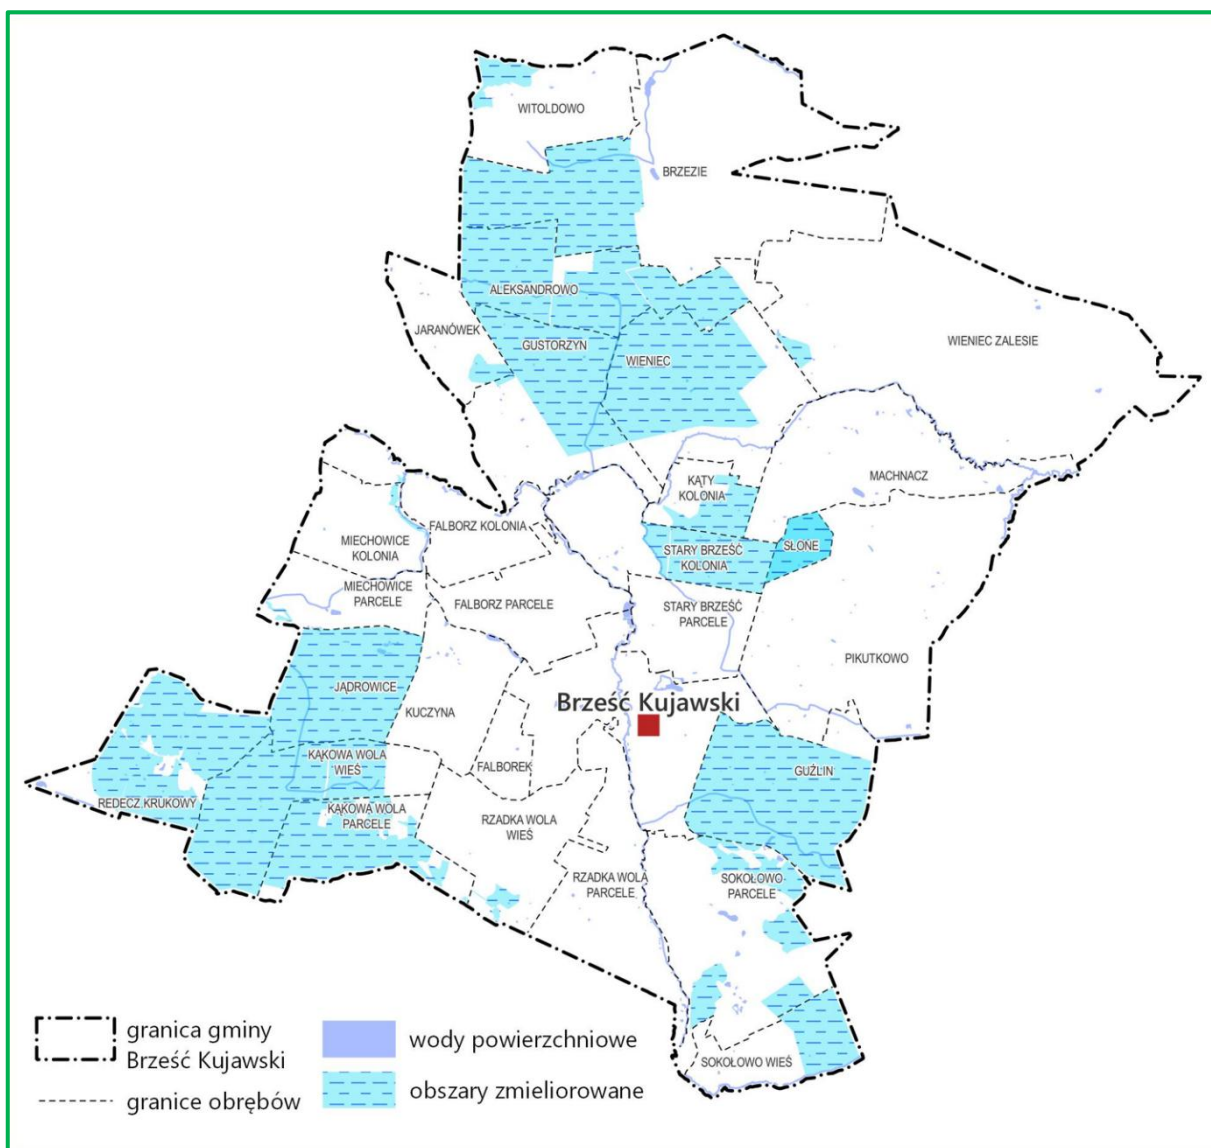 WITOLDOWO
BRZEZIE
ALEKSANDROWO
JARANÓWEK
GUSTORZYN
WIENIEC
WIENIEC ZALESIE
KĄTY
KOLONIA
MACHNACZ
FALBORZ KOLONIA
MIECHOWICE
KOLONIA
STARY BRZEŚĆ
KOLONIA
SŁONE
MIECHOWICE
PARCELE
FALBORZ PARCELE
STARY BRZEŚĆ
PARCELE
PIKUTKOWO
JĄDROWICE
KUCZYNA
Brześć Kujawski
KĄKOWA WOLA
WIEŚ
FALBOREK
GUŹLIN
REDECZ KRUKOWY
KĄKOWA WOLA
PARCELE
RZADKA WOLA
WIEŚ
RZADKA WOLA
PARCELE
SOKOŁOWO
PARCELE
SOKOŁOWO WIEŚ
granica gminy
Brześć Kujawski
granice obrębów
wody powierzchniowe
obszary zmieliorowane